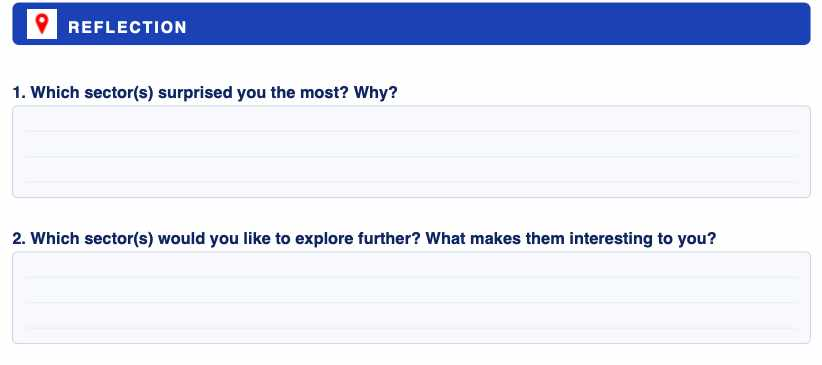 REFLECTION
1. Which sector(s) surprised you the most? Why?
2. Which sector(s) would you like to explore further? What makes them interesting to you?